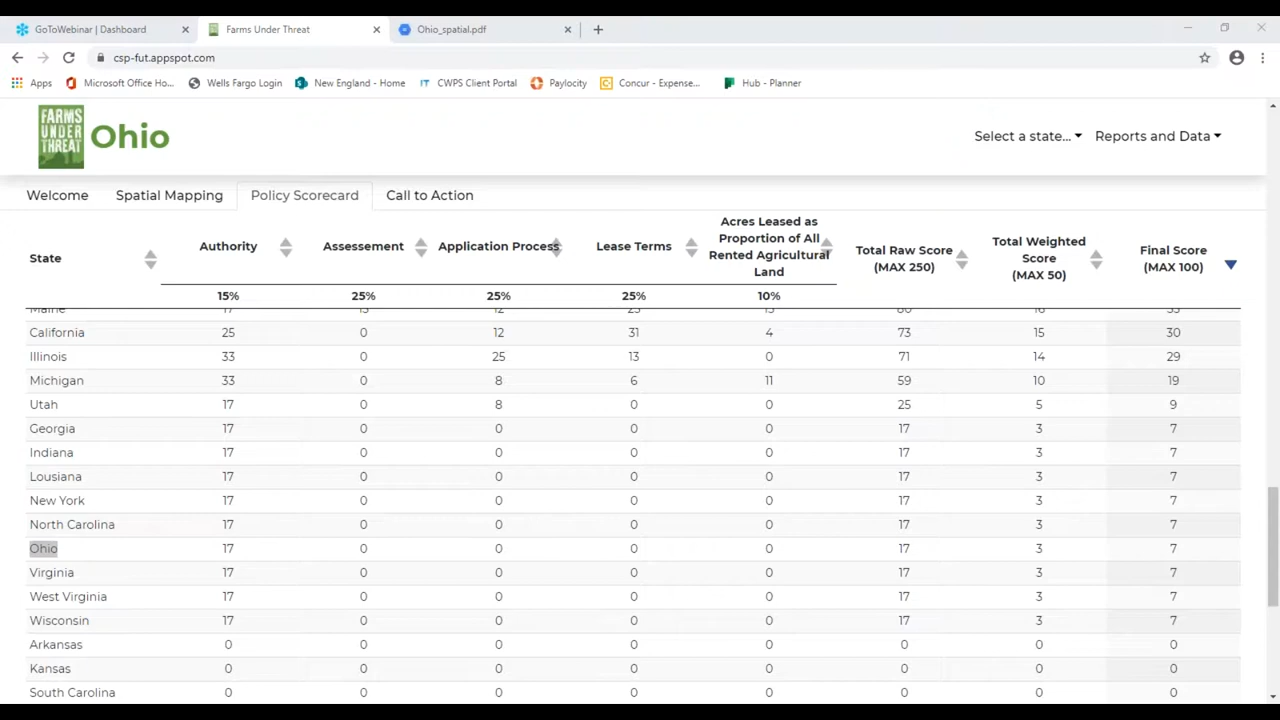 GoToWebinar | Dashboard
Farms Under Threat
Ohio_spatial.pdf
csp-fut.appspot.com
Apps
Microsoft Office Ho...
Wells Fargo Login
New England - Home
CWPS Client Portal
Paylocity
Concur - Expense...
Hub - Planner
FARMS
UNDER
THREAT
Ohio
Select a state...
Reports and Data
Welcome Spatial Mapping Policy Scorecard Call to Action
State
Authority
Assessement
Application Process
Lease Terms
Acres Leased as
Proportion of All
Rented Agricultural
Land
Total Raw Score
(MAX 250)
Total Weighted
Score
(MAX 50)
Final Score
(MAX 100)
15% 25% 25% 25% 10%
Maine 17 12
California 25 0 12 31 4 73 15 30
Illinois 33 0 25 13 0 71 14 29
Michigan 33 0 8 6 11 59 10 19
Utah 17 0 8 0 0 25 5 9
Georgia 17 0 0 0 0 17 3 7
Indiana 17 0 0 0 0 17 3 7
Lousiana 17 0 0 0 0 17 3 7
New York 17 0 0 0 0 17 3 7
North Carolina 17 0 0 0 0 17 3 7
Ohio 17 0 0 0 0 17 3 7
Virginia 17 0 0 0 0 17 3 7
West Virginia 17 0 0 0 0 17 3 7
Wisconsin 17 0 0 0 0 17 3 7
Arkansas 0 0 0 0 0 0 0 0
Kansas 0 0 0 0 0 0 0 0
South Carolina 0 0 0 0 0 0 0 0